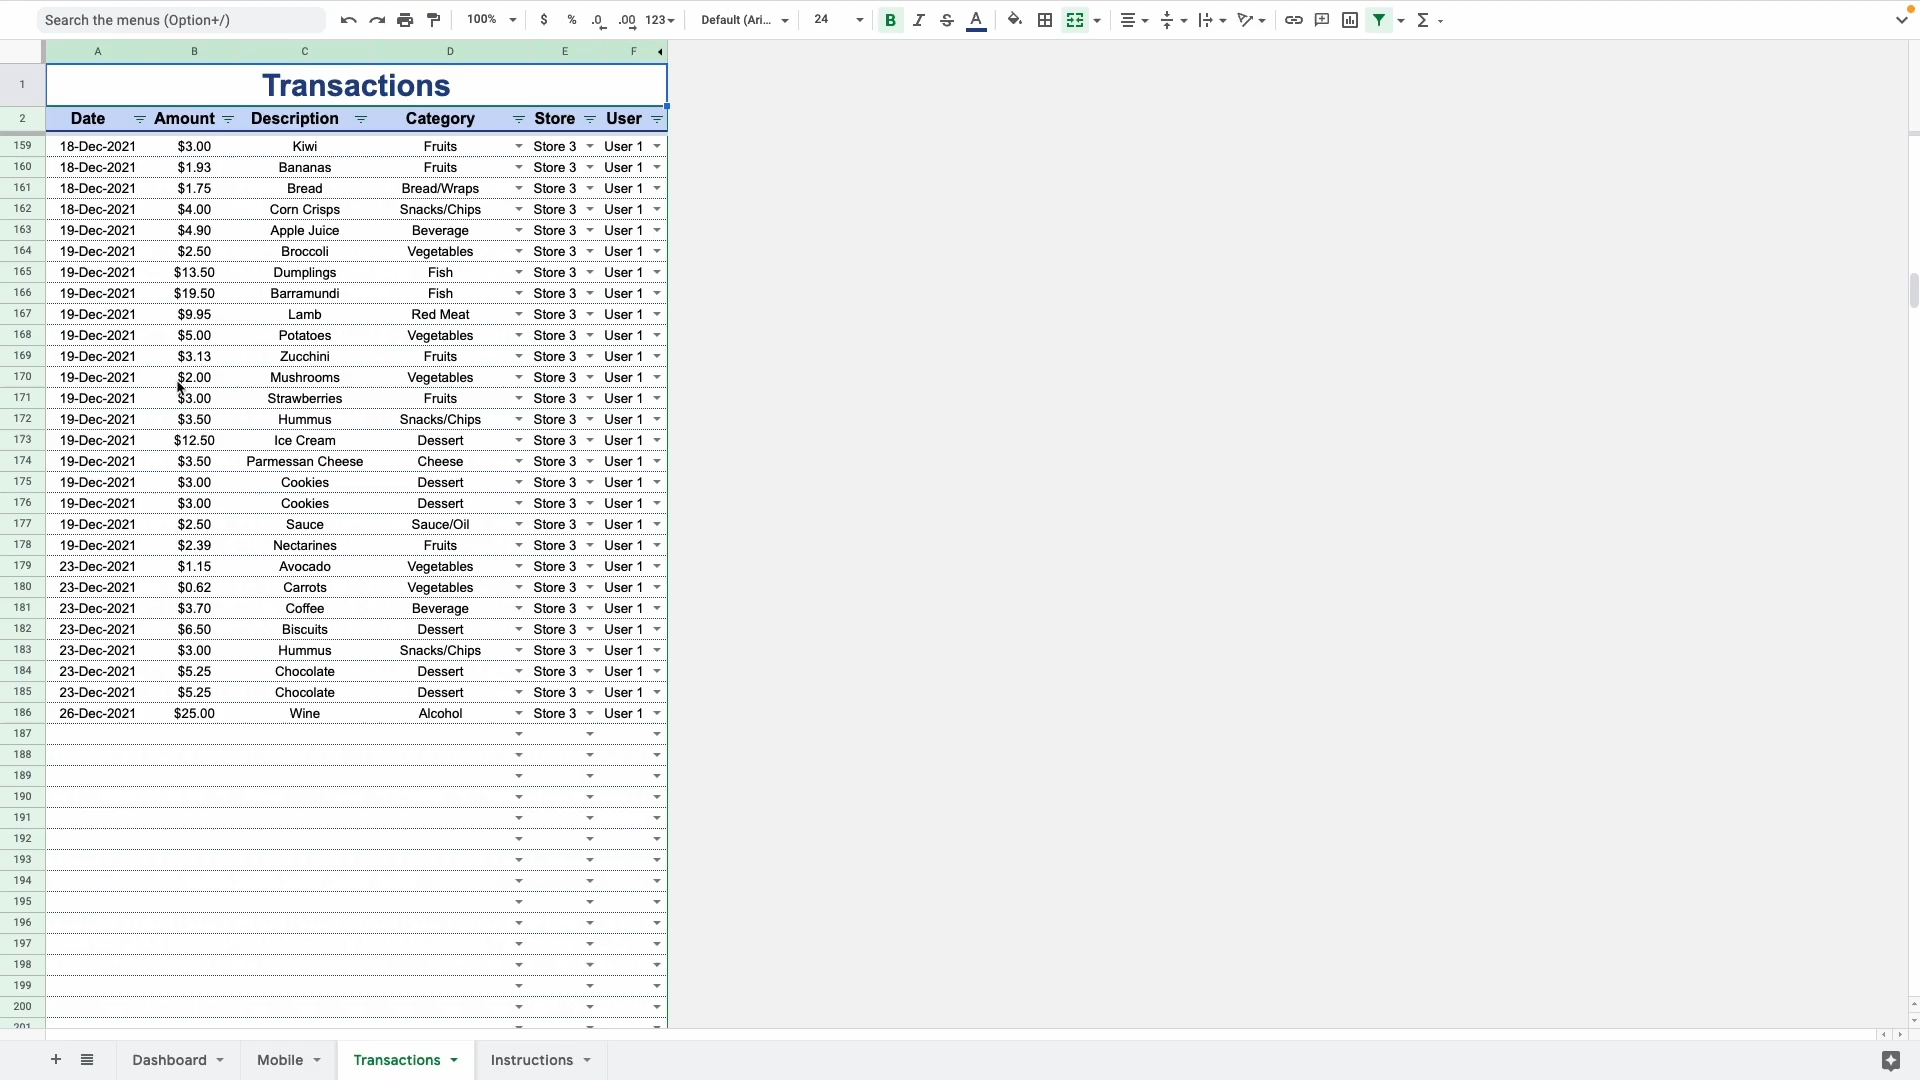 Search the menus (Option+/) 100% $ % .0 .00 123 Default (Ari... 24 B I S A
A B C D E F
1 Transactions
2 Date Amount Description Category Store User
159 18-Dec-2021 $3.00 Kiwi Fruits Store 3 User 1
160 18-Dec-2021 $1.93 Bananas Fruits Store 3 User 1
161 18-Dec-2021 $1.75 Bread Bread/Wraps Store 3 User 1
162 18-Dec-2021 $4.00 Corn Crisps Snacks/Chips Store 3 User 1
163 19-Dec-2021 $4.90 Apple Juice Beverage Store 3 User 1
164 19-Dec-2021 $2.50 Broccoli Vegetables Store 3 User 1
165 19-Dec-2021 $13.50 Dumplings Fish Store 3 User 1
166 19-Dec-2021 $19.50 Barramundi Fish Store 3 User 1
167 19-Dec-2021 $9.95 Lamb Red Meat Store 3 User 1
168 19-Dec-2021 $5.00 Potatoes Vegetables Store 3 User 1
169 19-Dec-2021 $3.13 Zucchini Fruits Store 3 User 1
170 19-Dec-2021 $2.00 Mushrooms Vegetables Store 3 User 1
171 19-Dec-2021 $3.00 Strawberries Fruits Store 3 User 1
172 19-Dec-2021 $3.50 Hummus Snacks/Chips Store 3 User 1
173 19-Dec-2021 $12.50 Ice Cream Dessert Store 3 User 1
174 19-Dec-2021 $3.50 Parmessan Cheese Cheese Store 3 User 1
175 19-Dec-2021 $3.00 Cookies Dessert Store 3 User 1
176 19-Dec-2021 $3.00 Cookies Dessert Store 3 User 1
177 19-Dec-2021 $2.50 Sauce Sauce/Oil Store 3 User 1
178 19-Dec-2021 $2.39 Nectarines Fruits Store 3 User 1
179 23-Dec-2021 $1.15 Avocado Vegetables Store 3 User 1
180 23-Dec-2021 $0.62 Carrots Vegetables Store 3 User 1
181 23-Dec-2021 $3.70 Coffee Beverage Store 3 User 1
182 23-Dec-2021 $6.50 Biscuits Dessert Store 3 User 1
183 23-Dec-2021 $3.00 Hummus Snacks/Chips Store 3 User 1
184 23-Dec-2021 $5.25 Chocolate Dessert Store 3 User 1
185 23-Dec-2021 $5.25 Chocolate Dessert Store 3 User 1
186 26-Dec-2021 $25.00 Wine Alcohol Store 3 User 1
187
188
189
190
191
192
193
194
195
196
197
198
199
200
201
Dashboard Mobile Transactions Instructions